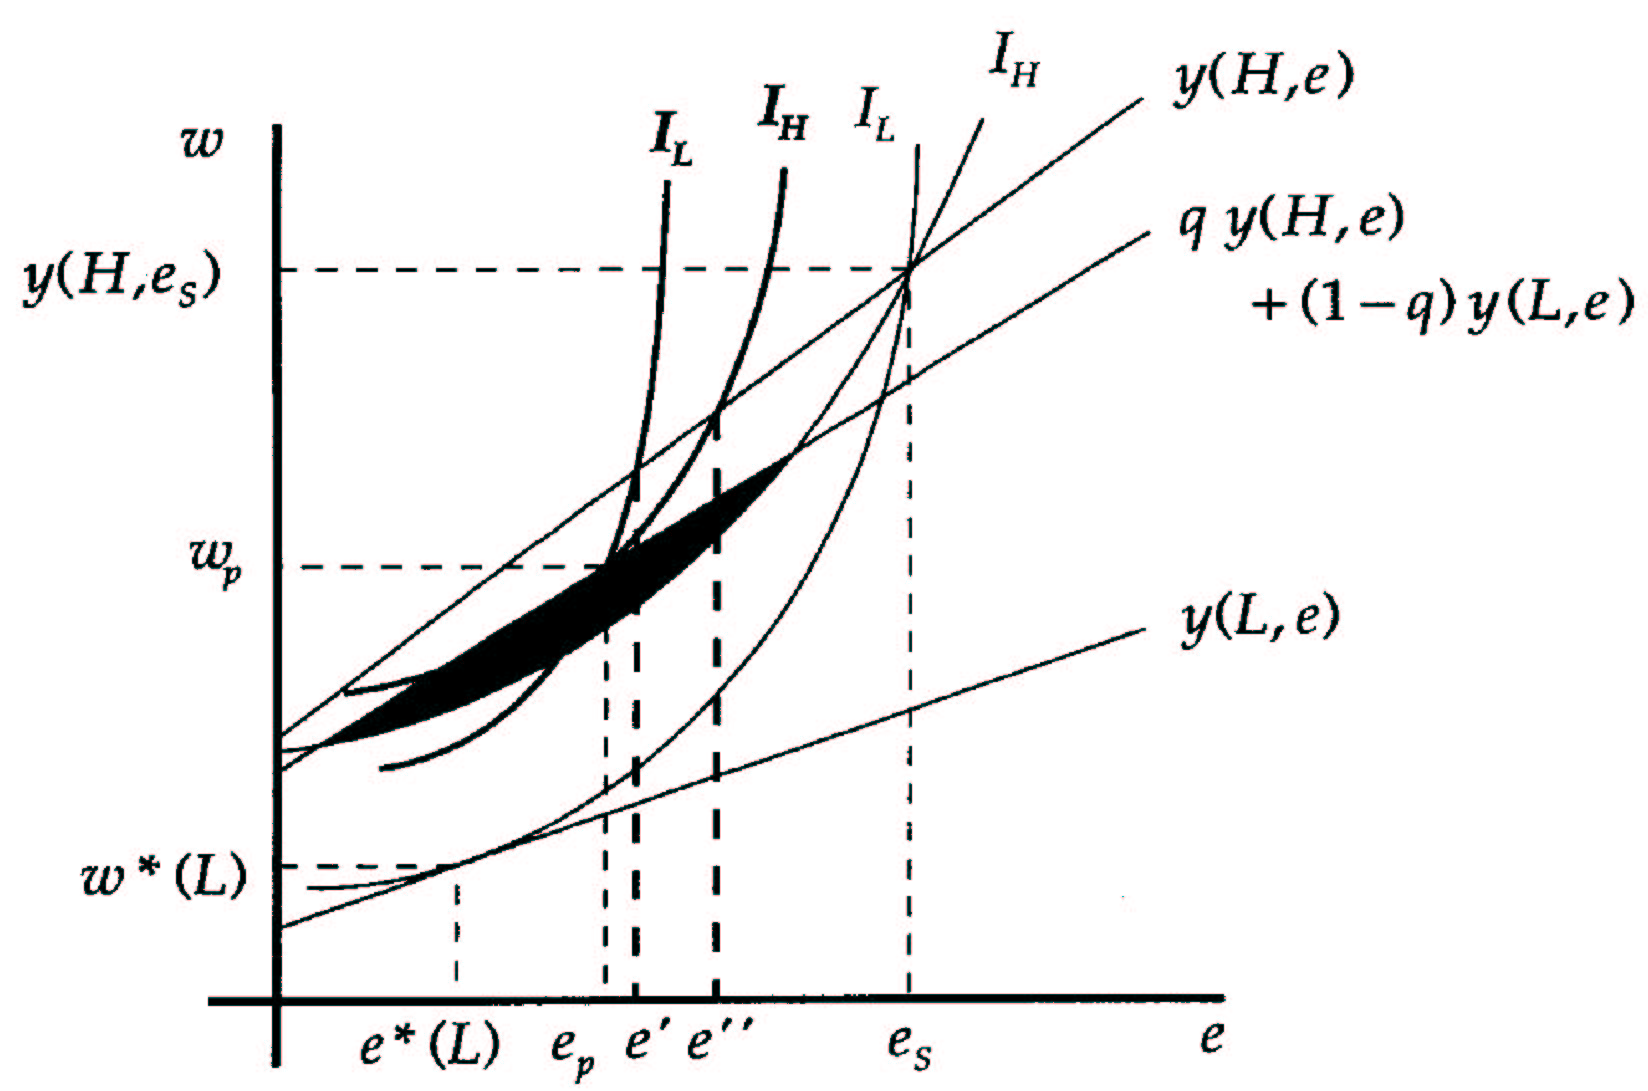 I_H
y(H,e)
I_L
I_H
I_L
w
q y(H,e)
+(1−q) y(L,e)
y(H,e_S)
w_p
y(L,e)
w*(L)
e*(L)
e_p
e′
e′′
e_S
e